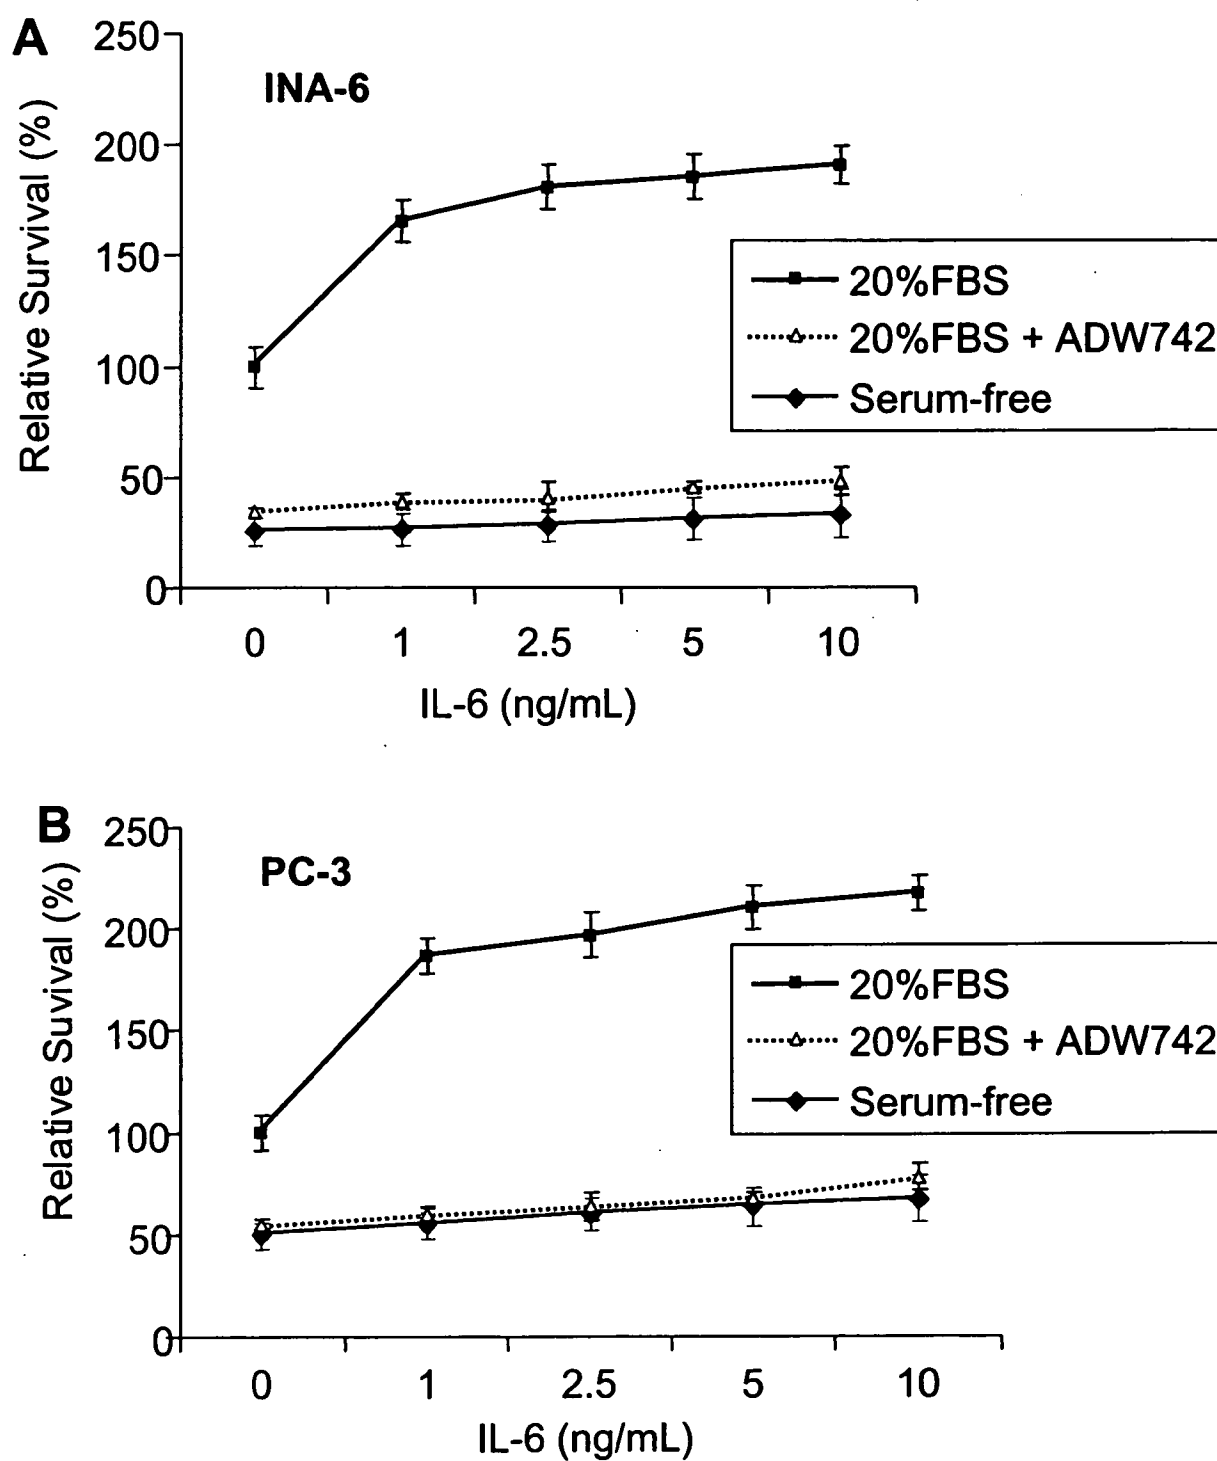 A
INA-6
Relative Survival (%)
250
200
150
100
50
0
20%FBS
20%FBS + ADW742
Serum-free
0 1 2.5 5 10
IL-6 (ng/mL)
B
PC-3
Relative Suvival (%)
250
200
150
100
50
0
20%FBS
20%FBS + ADW742
Serum-free
0 1 2.5 5 10
IL-6 (ng/mL)